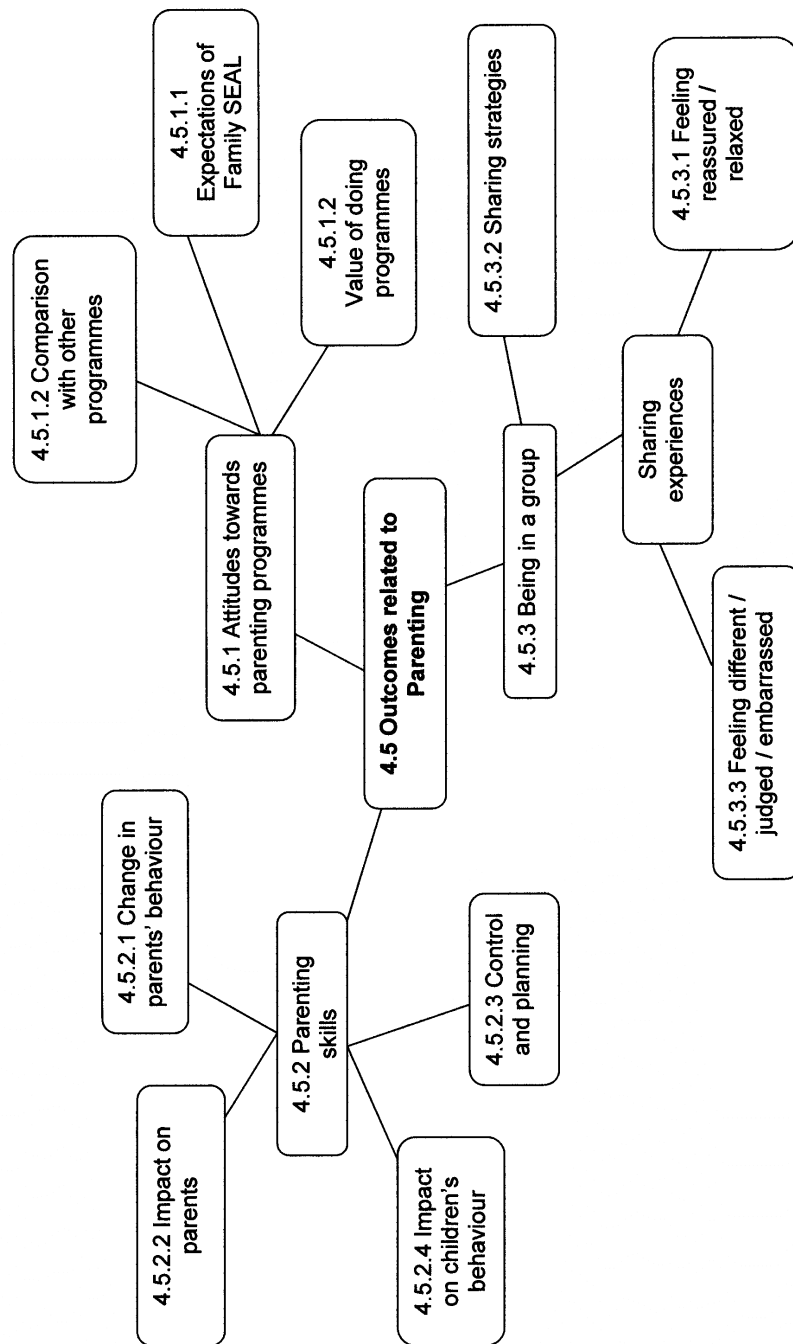 4.5.1.2 Comparison
with other
programmes
4.5.2.1 Change in
parents' behaviour
4.5.2.2 Impact on
parents
4.5.1.1
Expectations of
Family SEAL
4.5.1 Attitudes towards
parenting programmes
4.5.2 Parenting
skills
4.5.1.2
Value of doing
programmes
4.5 Outcomes related to
Parenting
4.5.2.4 Impact
on children's
behaviour
4.5.2.3 Control
and planning
4.5.3.2 Sharing strategies
4.5.3 Being in a group
Sharing
experiences
4.5.3.1 Feeling
reassured /
relaxed
4.5.3.3 Feeling different /
judged / embarrassed